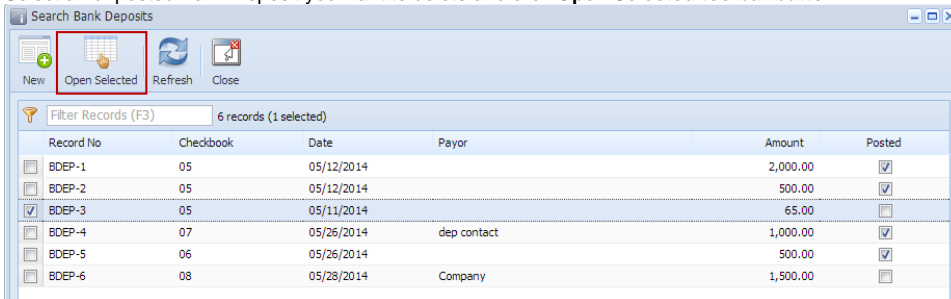 Search Bank Deposits
New Open Selected Refresh Close
Filter Records (F3) 6 records (1 selected)
Record No Checkbook Date Payor Amount Posted
BDEP-1 05 05/12/2014 2,000.00
BDEP-2 05 05/12/2014 500.00
BDEP-3 05 05/11/2014 65.00
BDEP-4 07 05/26/2014 dep contact 1,000.00
BDEP-5 06 05/26/2014 500.00
BDEP-6 08 05/28/2014 Company 1,500.00